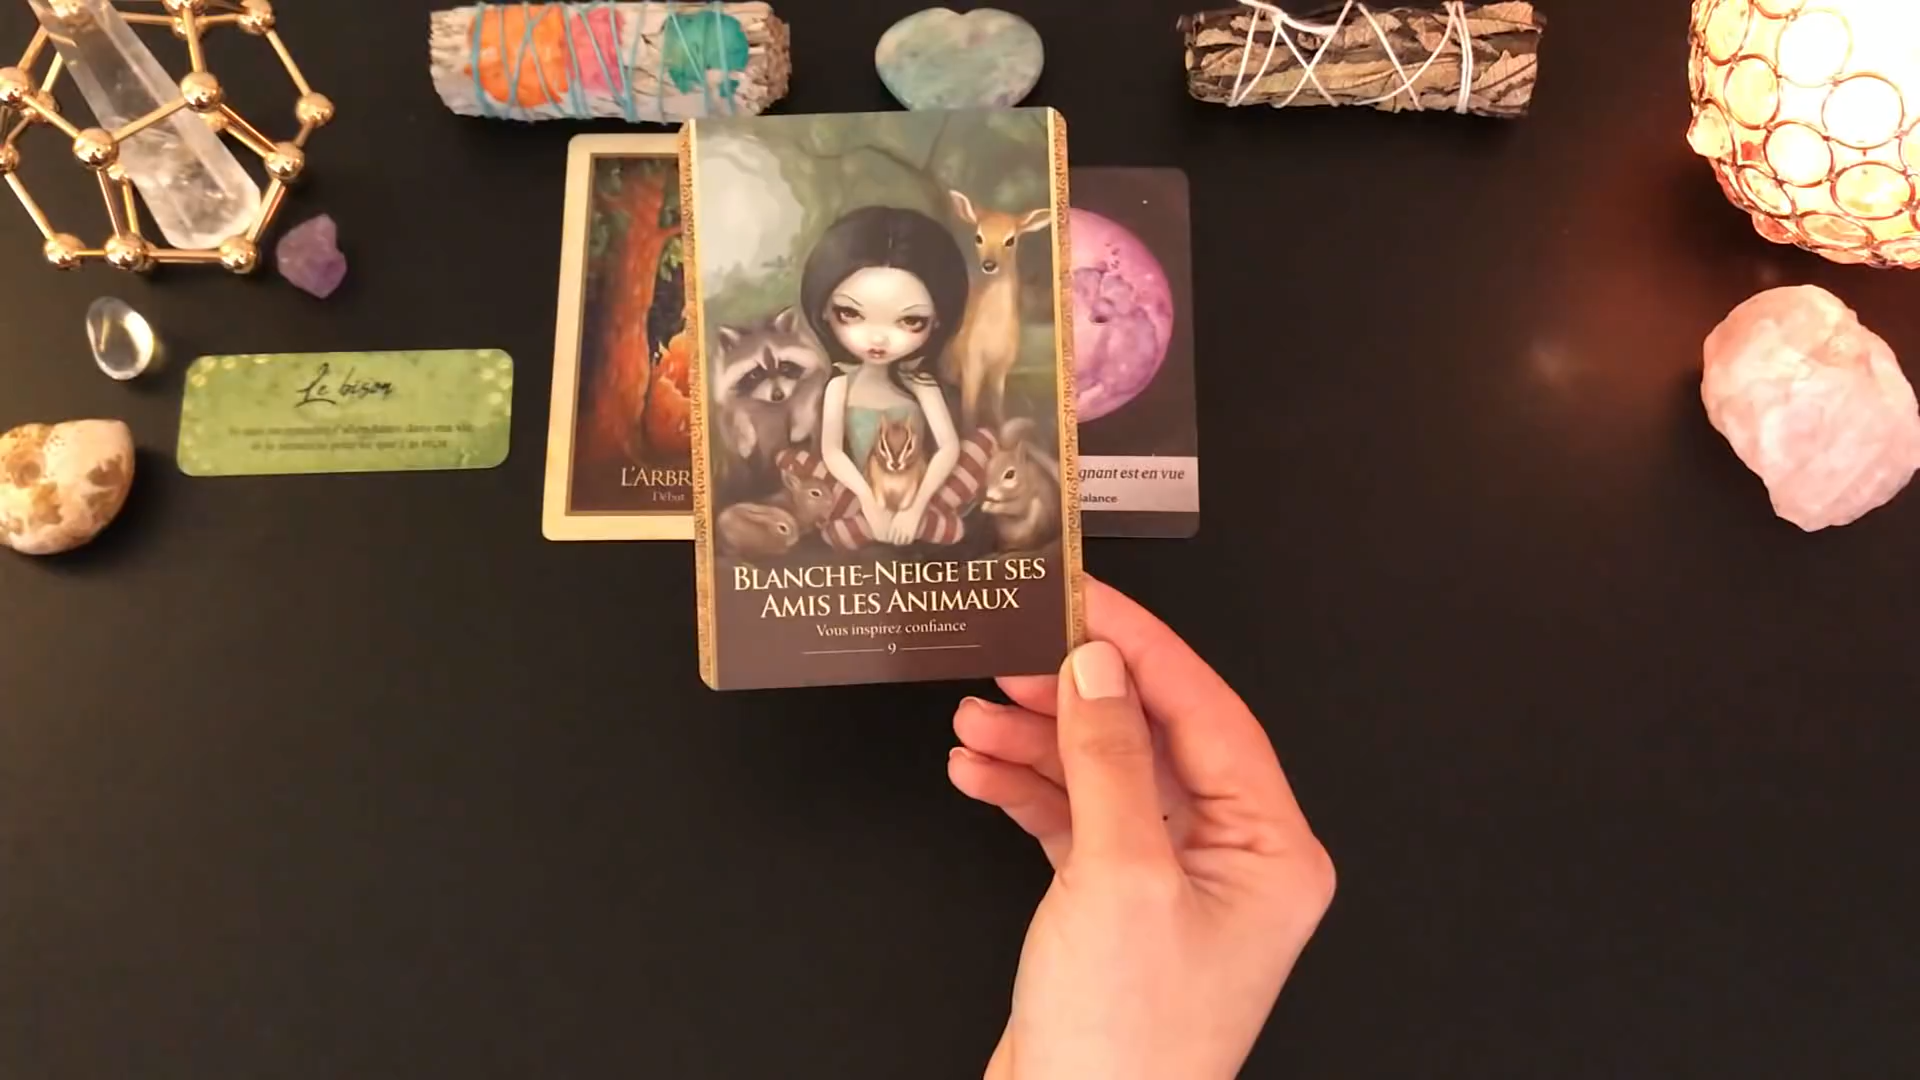 Le bison
L'ARBR
Début
gnant est en vue
Balance
BLANCHE-NEIGE ET SES
AMIS LES ANIMAUX
Vous inspirez confiance
9